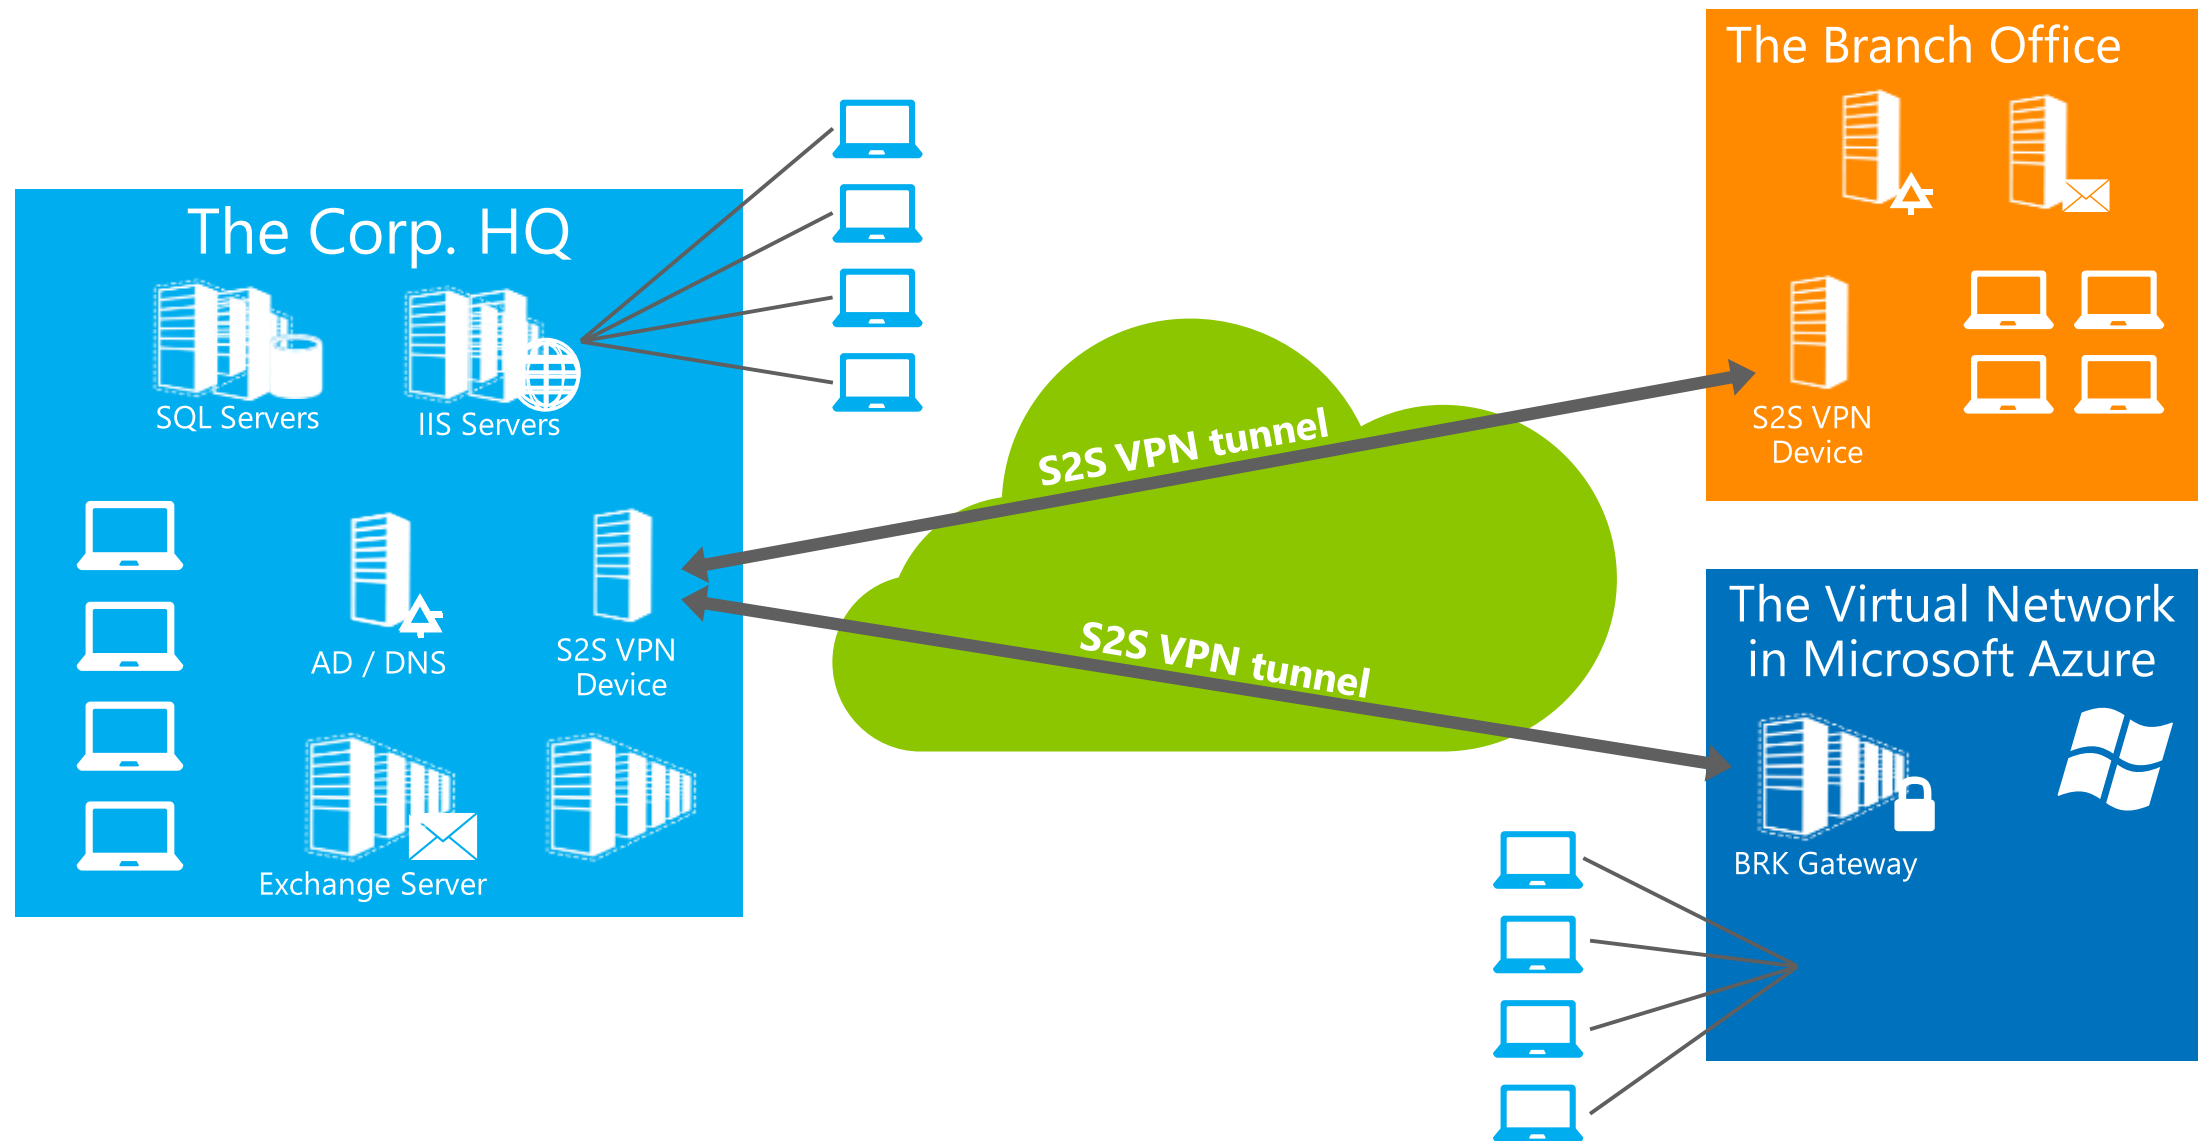 The Corp. HQ
SQL Servers
IIS Servers
AD / DNS
S2S VPN
Device
Exchange Server
S2S VPN tunnel
S2S VPN tunnel
The Branch Office
S2S VPN
Device
The Virtual Network
in Microsoft Azure
BRK Gateway